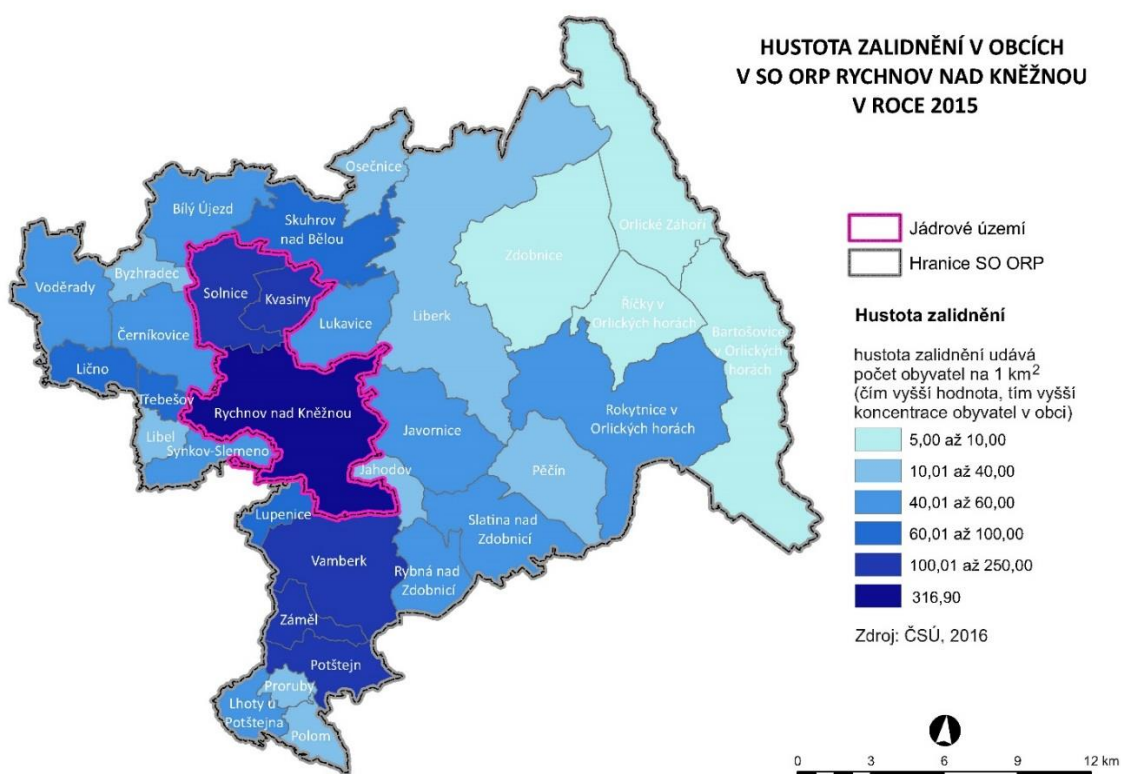 HUSTOTA ZALIDNĚNÍ V OBCÍCH
V SO ORP RYCHNOV NAD KNĚŽNOU
V ROCE 2015
Jádrové území
Hranice SO ORP
Hustota zalidnění
hustota zalidnění udává
počet obyvatel na 1 km²
(čím vyšší hodnota, tím vyšší
koncentrace obyvatel v obci)
5,00 až 10,00
10,01 až 40,00
40,01 až 60,00
60,01 až 100,00
100,01 až 250,00
316,90
Zdroj: ČSÚ, 2016
Osečnice
Bílý Újezd
Skuhrov
nad Bělou
Orlické Záhoří
Zdobnice
Byzhradec
Voděrady
Solnice
Kvasiny
Lukavice
Liberk
Říčky v
Orlických horách
Bartošovice
v Orlických
horách
Černíkovice
Lično
Třebešov
Rychnov nad Kněžnou
Javornice
Rokytnice v
Orlických horách
Libel
Synkov-Slemeno
Jahodov
Pěčín
Lupenice
Slatina nad
Zdobnicí
Vamberk
Rybná nad
Zdobnicí
Záměl
Potštejn
Proruby
Lhoty u
Potštejna
Polom
0 3 6 9 12 km